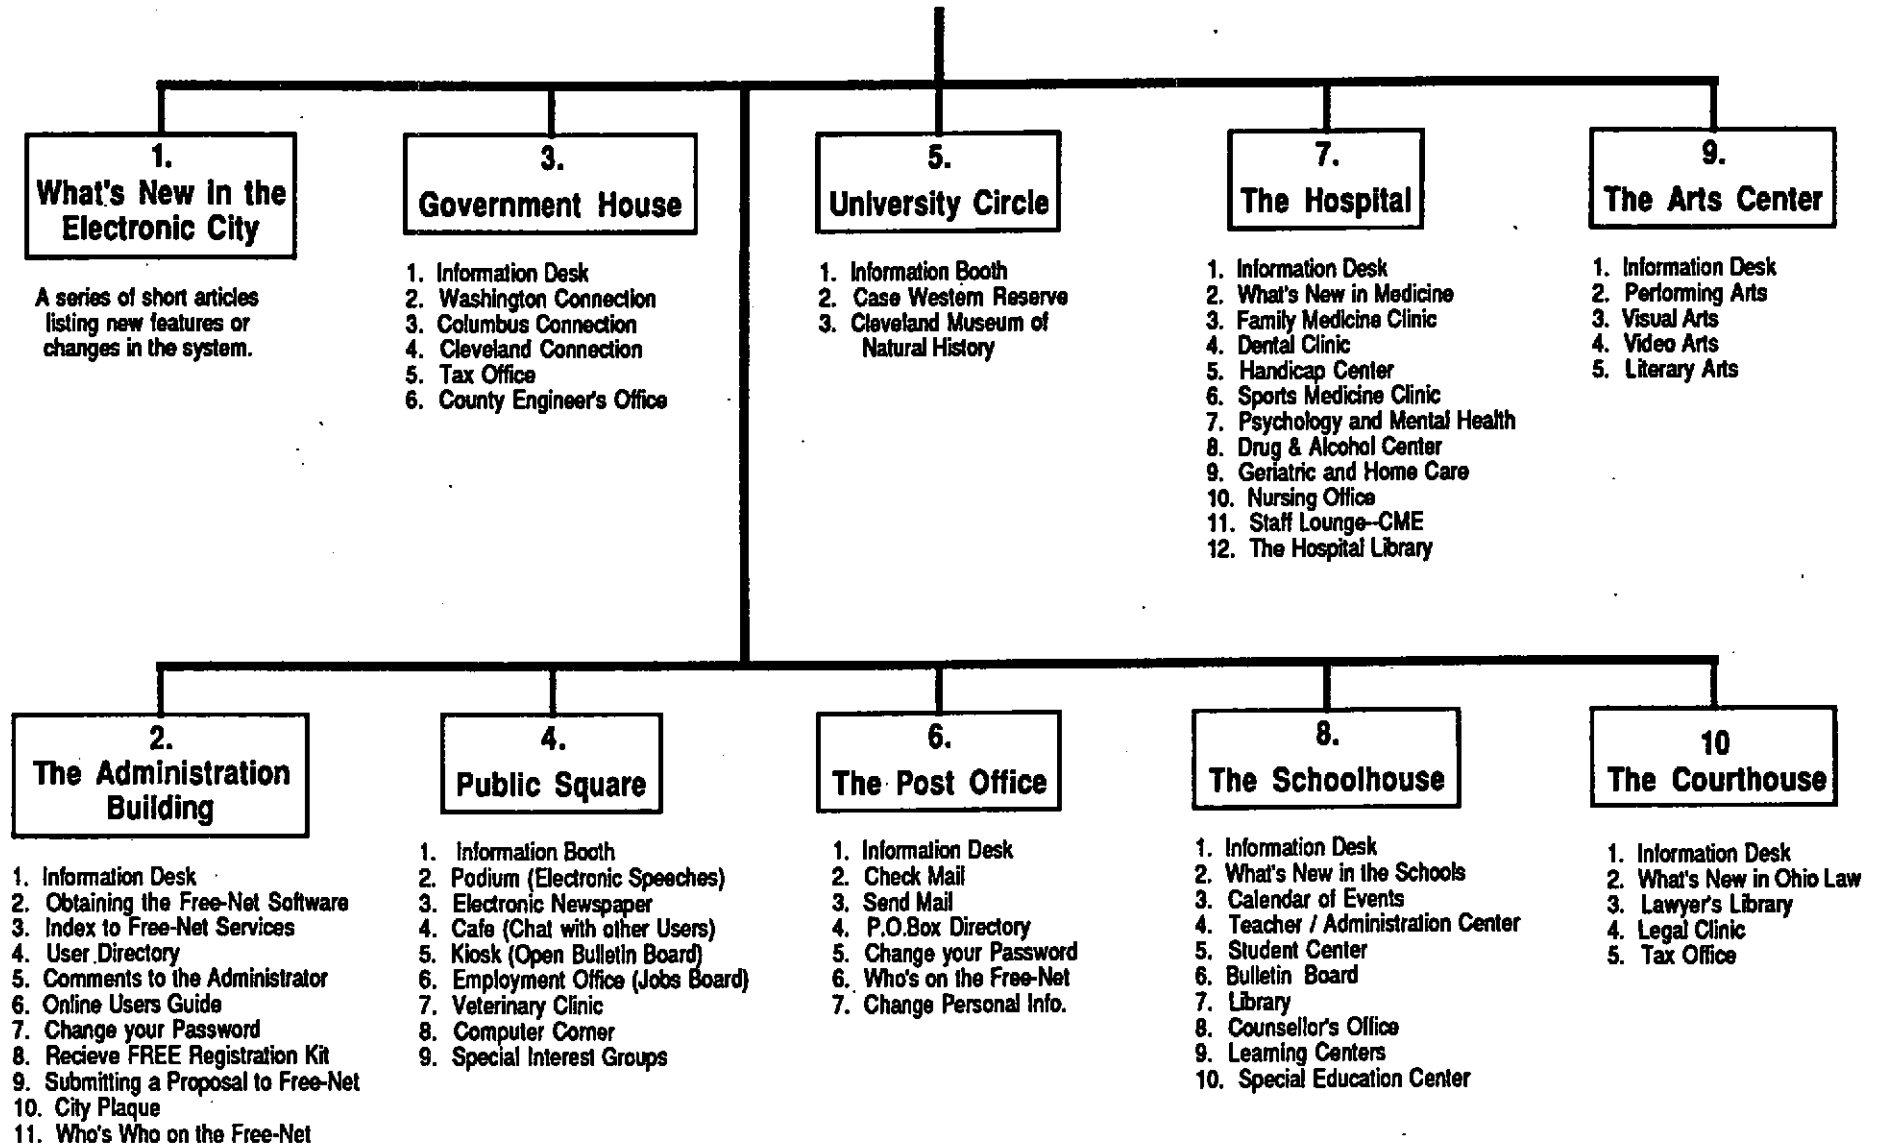 1.
What's New in the
Electronic City
A series of short articles
listing new features or
changes in the system.
3.
Government House
1. Information Desk
2. Washington Connection
3. Columbus Connection
4. Cleveland Connection
5. Tax Office
6. County Engineer's Office
5.
University Circle
1. Information Booth
2. Case Western Reserve
3. Cleveland Museum of
Natural History
7.
The Hospital
1. Information Desk
2. What's New in Medicine
3. Family Medicine Clinic
4. Dental Clinic
5. Handicap Center
6. Sports Medicine Clinic
7. Psychology and Mental Health
8. Drug & Alcohol Center
9. Geriatric and Home Care
10. Nursing Office
11. Staff Lounge--CME
12. The Hospital Library
9.
The Arts Center
1. Information Desk
2. Performing Arts
3. Visual Arts
4. Video Arts
5. Literary Arts
2.
The Administration
Building
1. Information Desk
2. Obtaining the Free-Net Software
3. Index to Free-Net Services
4. User Directory
5. Comments to the Administrator
6. Online Users Guide
7. Change your Password
8. Recieve FREE Registration Kit
9. Submitting a Proposal to Free-Net
10. City Plaque
11. Who's Who on the Free-Net
4.
Public Square
1. Information Booth
2. Podium (Electronic Speeches)
3. Electronic Newspaper
4. Cafe (Chat with other Users)
5. Kiosk (Open Bulletin Board)
6. Employment Office (Jobs Board)
7. Veterinary Clinic
8. Computer Corner
9. Special Interest Groups
6.
The Post Office
1. Information Desk
2. Check Mail
3. Send Mail
4. P.O.Box Directory
5. Change your Password
6. Who's on the Free-Net
7. Change Personal Info.
8.
The Schoolhouse
1. Information Desk
2. What's New in the Schools
3. Calendar of Events
4. Teacher / Administration Center
5. Student Center
6. Bulletin Board
7. Library
8. Counsellor's Office
9. Learning Centers
10. Special Education Center
10
The Courthouse
1. Information Desk
2. What's New in Ohio Law
3. Lawyer's Library
4. Legal Clinic
5. Tax Office